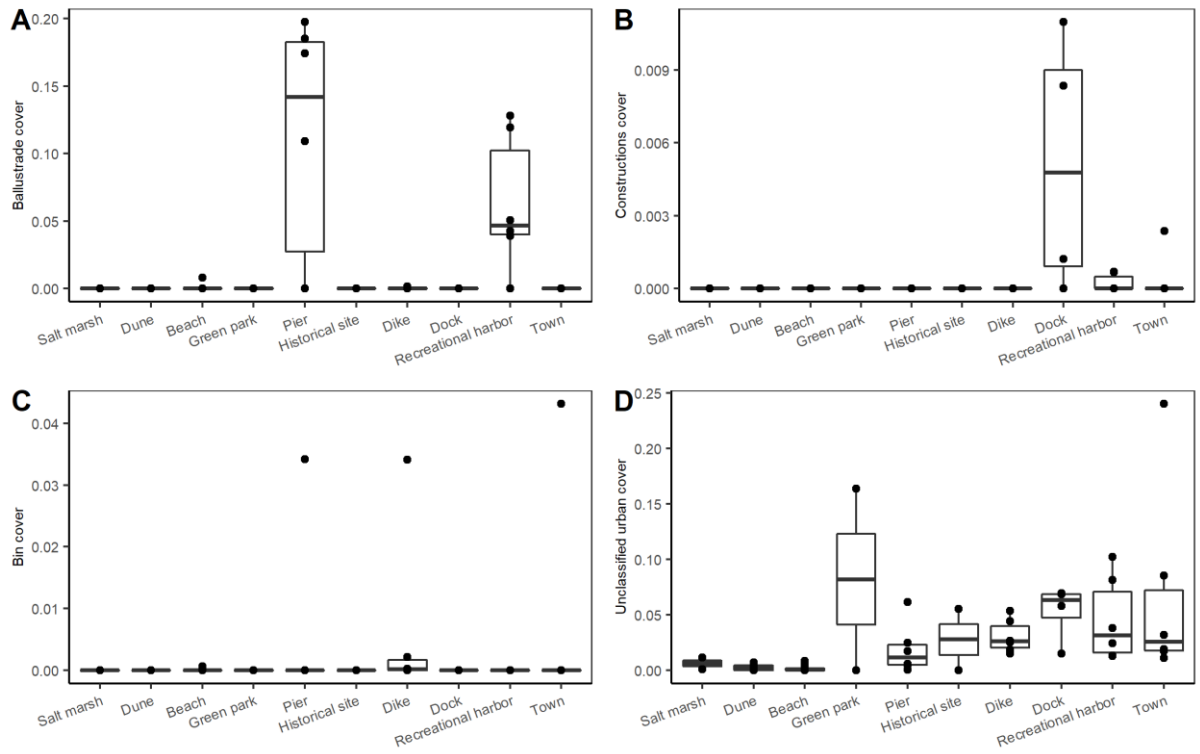 A
Ballustrade cover
0.20
0.15
0.10
0.05
0.00
Salt marsh
Dune
Beach
Green park
Pier
Historical site
Dike
Dock
Recreational harbor
Town
B
Constructions cover
0.009
0.006
0.003
0.000
Salt marsh
Dune
Beach
Green park
Pier
Historical site
Dike
Dock
Recreational harbor
Town
C
Bin cover
0.04
0.03
0.02
0.01
0.00
Salt marsh
Dune
Beach
Green park
Pier
Historical site
Dike
Dock
Recreational harbor
Town
D
Unclassified urban cover
0.25
0.20
0.15
0.10
0.05
0.00
Salt marsh
Dune
Beach
Green park
Pier
Historical site
Dike
Dock
Recreational harbor
Town